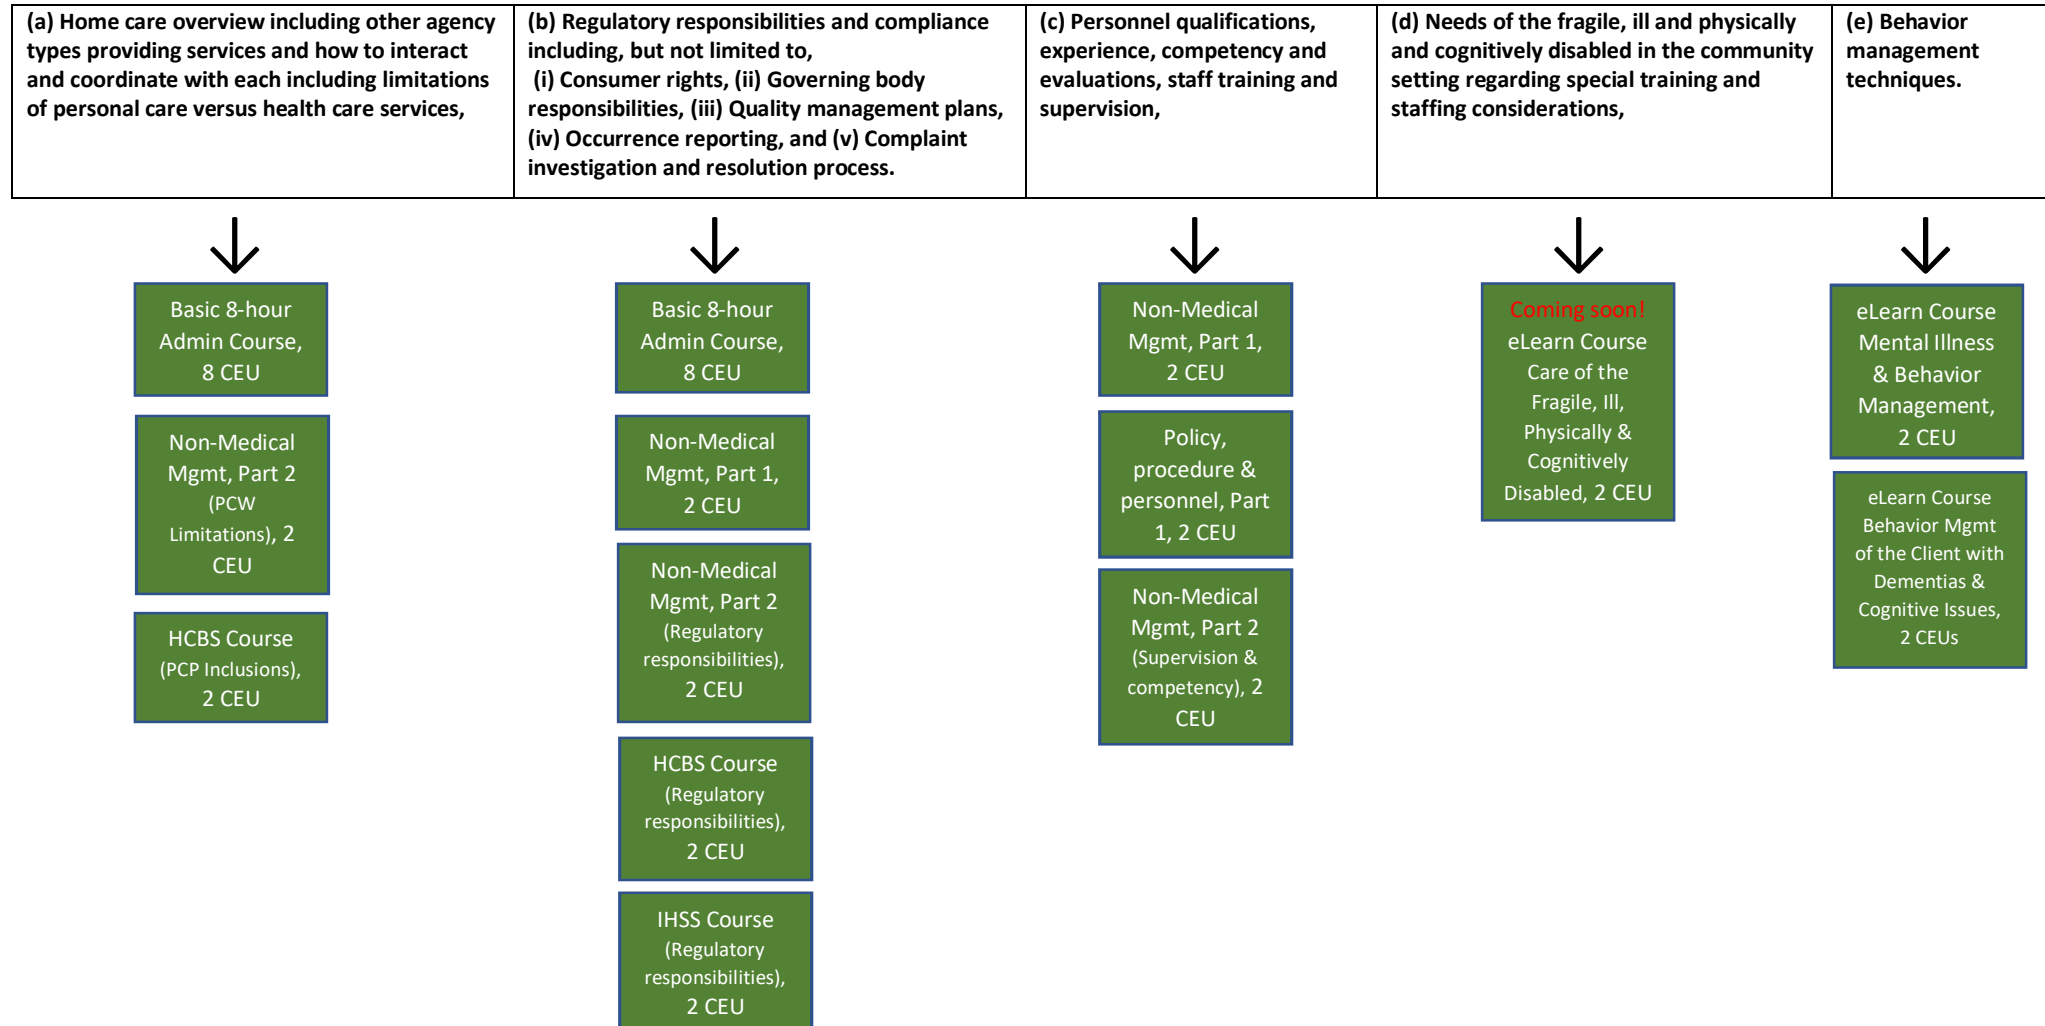 (a) Home care overview including other agency
types providing services and how to interact
and coordinate with each including limitations
of personal care versus health care services,
(b) Regulatory responsibilities and compliance
including, but not limited to,
(i) Consumer rights, (ii) Governing body
responsibilities, (iii) Quality management plans,
(iv) Occurrence reporting, and (v) Complaint
investigation and resolution process.
(c) Personnel qualifications,
experience, competency and
evaluations, staff training and
supervision,
(d) Needs of the fragile, ill and physically
and cognitively disabled in the community
setting regarding special training and
staffing considerations,
(e) Behavior
management
techniques.
Basic 8-hour
Admin Course,
8 CEU
Non-Medical
Mgmt, Part 2
(PCW
Limitations), 2
CEU
HCBS Course
(PCP Inclusions),
2 CEU
Basic 8-hour
Admin Course,
8 CEU
Non-Medical
Mgmt, Part 1,
2 CEU
Non-Medical
Mgmt, Part 2
(Regulatory
responsibilities),
2 CEU
HCBS Course
(Regulatory
responsibilities),
2 CEU
IHSS Course
(Regulatory
responsibilities),
2 CEU
Non-Medical
Mgmt, Part 1,
2 CEU
Policy,
procedure &
personnel, Part
1, 2 CEU
Non-Medical
Mgmt, Part 2
(Supervision &
competency), 2
CEU
Coming soon!
eLearn Course
Care of the
Fragile, Ill,
Physically &
Cognitively
Disabled, 2 CEU
eLearn Course
Mental Illness
& Behavior
Management,
2 CEU
eLearn Course
Behavior Mgmt
of the Client with
Dementias &
Cognitive Issues,
2 CEUs